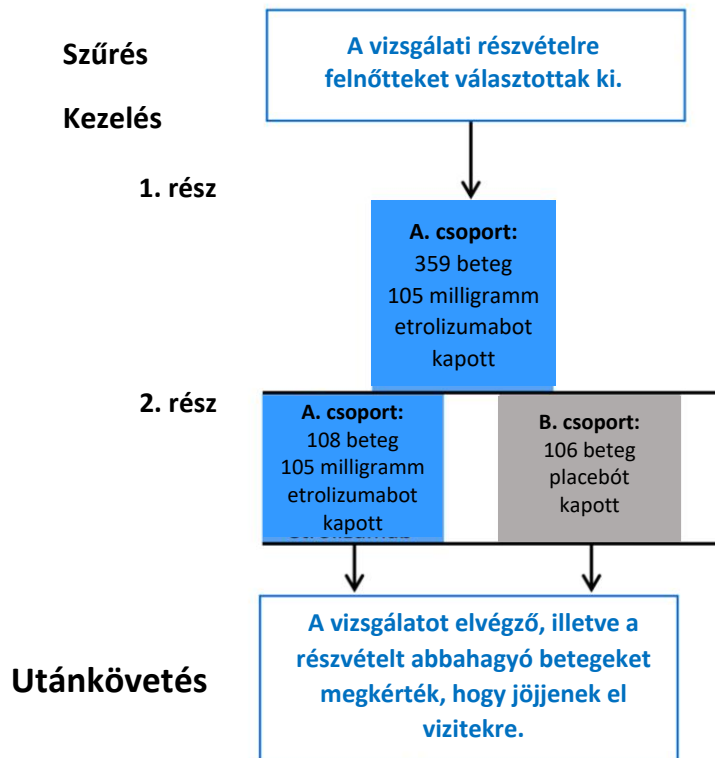 Szűrés
A vizsgálati részvételre
felnőtteket választottak ki.
Kezelés
1. rész
A. csoport:
359 beteg
105 milligramm
etrolizumabot
kapott
2. rész
A. csoport:
108 beteg
105 milligramm
etrolizumabot
kapott
B. csoport:
106 beteg
placebót
kapott
Utánkövetés
A vizsgálatot elvégző, illetve a
részvételt abbahagyó betegeket
megkérték, hogy jöjjenek el
vizitekre.